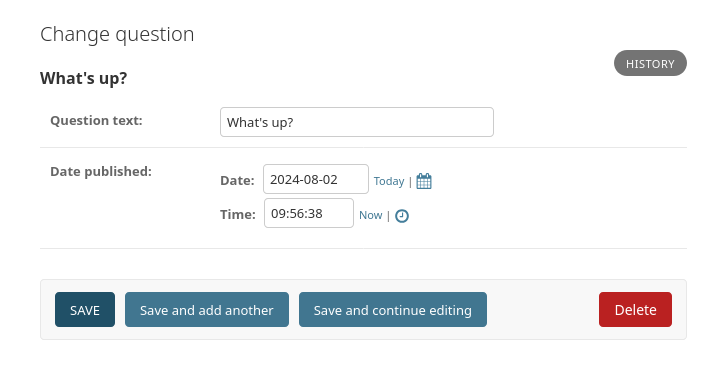 Change question
HISTORY
What's up?
Question text: What's up?
Date published:
Date: 2024-08-02 Today |
Time: 09:56:38 Now |
SAVE Save and add another Save and continue editing Delete